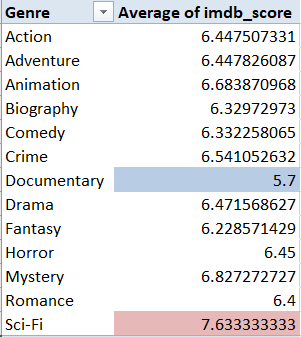 Genre Average of imdb_score
Action 6.447507331
Adventure 6.447826087
Animation 6.683870968
Biography 6.32972973
Comedy 6.332258065
Crime 6.541052632
Documentary 5.7
Drama 6.471568627
Fantasy 6.228571429
Horror 6.45
Mystery 6.827272727
Romance 6.4
Sci-Fi 7.633333333